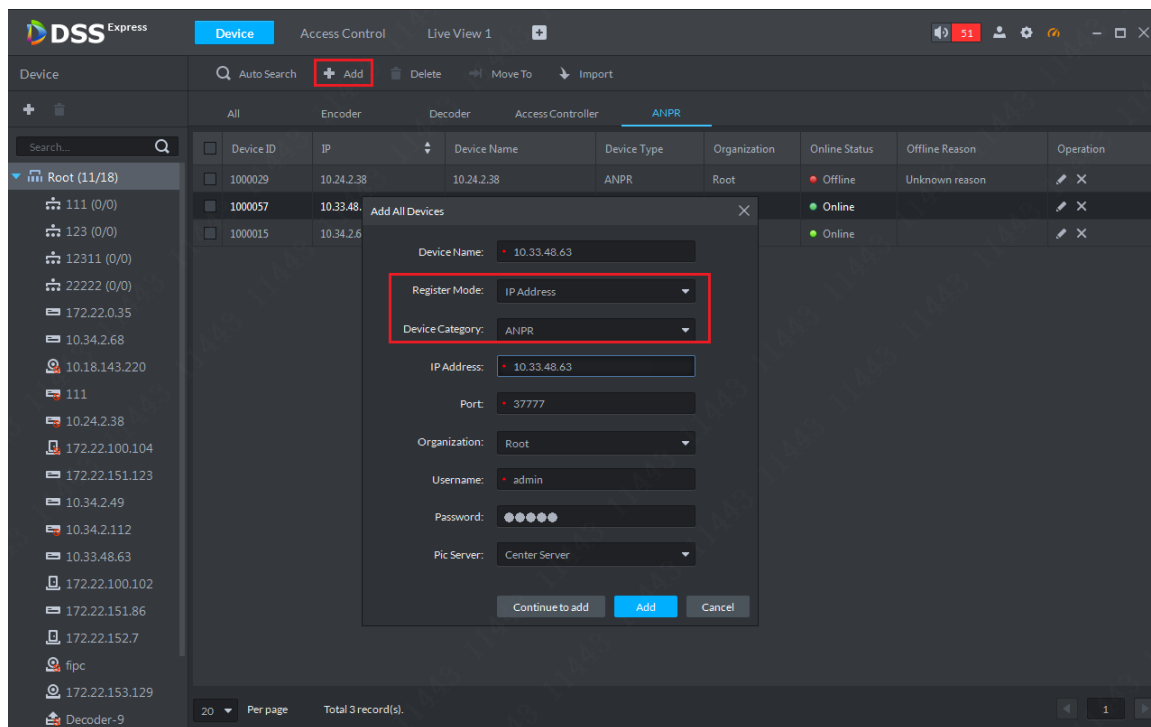 DSS Express
Device Access Control Live View 1
51
Device
Auto Search Add Delete Move To Import
All Encoder Decoder Access Controller ANPR
Search...
Device ID IP Device Name Device Type Organization Online Status Offline Reason Operation
Root (11/18)
1000029 10.24.2.38 10.24.2.38 ANPR Root Offline Unknown reason
111 (0/0)
1000057 10.33.48. Online
123 (0/0)
1000015 10.34.2.6 Online
12311 (0/0)
22222 (0/0)
172.22.0.35
10.34.2.68
10.18.143.220
111
10.24.2.38
172.22.100.104
172.22.151.123
10.34.2.49
10.34.2.112
10.33.48.63
172.22.100.102
172.22.151.86
172.22.152.7
fipc
172.22.153.129
Decoder-9
Add All Devices
Device Name: 10.33.48.63
Register Mode: IP Address
Device Category: ANPR
IP Address: 10.33.48.63
Port: 37777
Organization: Root
Username: admin
Password:
Pic Server: Center Server
Continue to add Add Cancel
20 Per page Total 3 record(s).
1